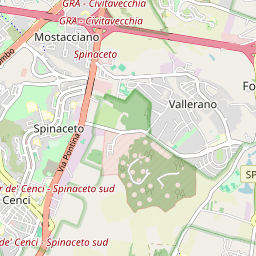 GRA - Civitavecchia
GRA - Civitavecchia
Mostacciano
Spinaceto
Vallerano
Fo
Spinaceto
Via Pontina
r de' Cenci - Spinaceto sud
SP
Cenci
or de' Cenci - Spinaceto sud